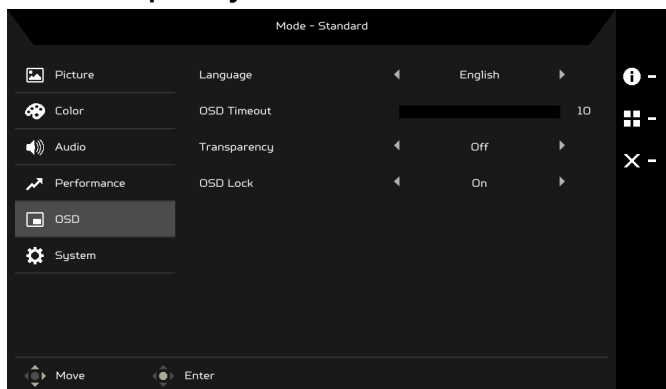 Mode - Standard
Picture
Language
English
Color
OSD Timeout
10
Audio
Transparency
Off
Performance
OSD Lock
On
OSD
System
Move
Enter